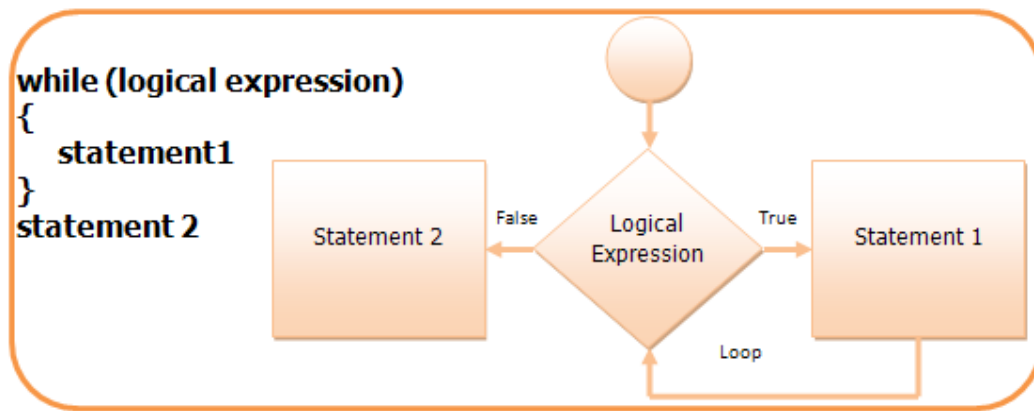 while (logical expression)
{
statement1
}
statement 2
Statement 2
False
Logical
Expression
True
Statement 1
Loop